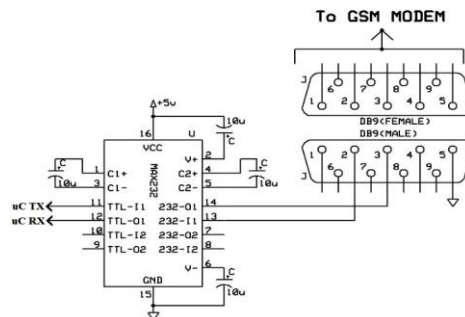 To GSM MODEM
J
6 7 8 9
1 2 3 4 5
DB9(FEMALE)
DB9(MALE)
1 2 3 4 5
6 7 8 9
J
+5v
10u
C
16
VCC
U
MAX232
C
10u
1 C1+
3 C1-
V+ 2
C2+ 4
C2- 5
C
10u
uC TX 11 TTL-I1
uC RX 12 TTL-O1
10 TTL-I2
9 TTL-O2
232-O1 14
232-I1 13
232-O2 7
232-I2 8
V- 6
C
10u
GND
15